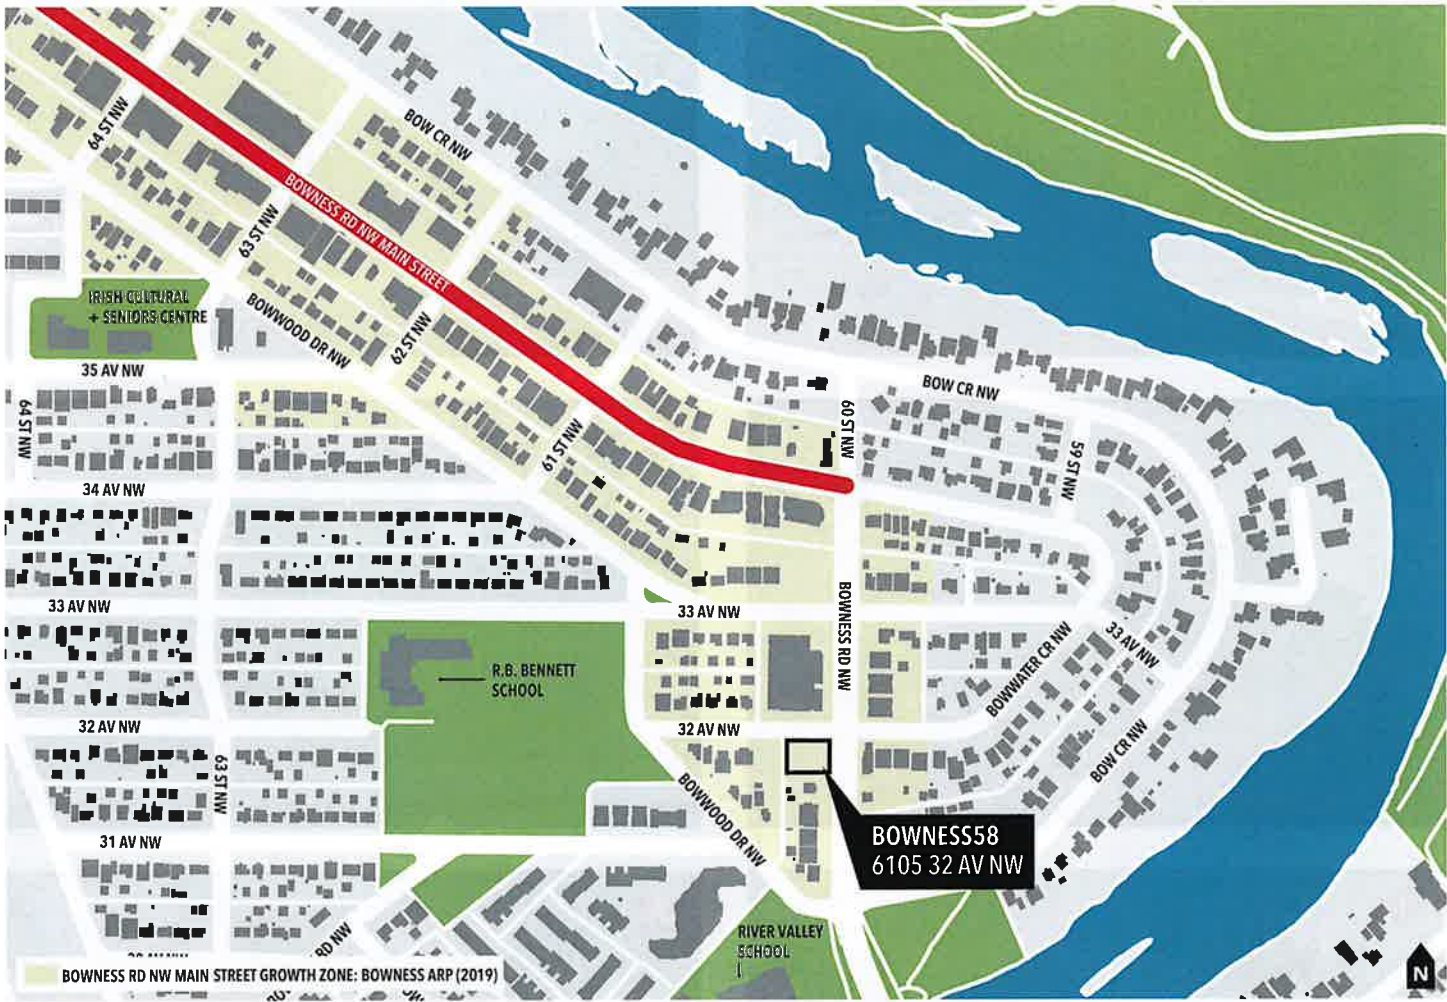 BOW CR NW
64 ST NW
BOWNESS RD NW MAIN STREET
63 ST NW
IRISH CULTURAL
+ SENIORS CENTRE
BOWWOOD DR NW
62 ST NW
35 AV NW
BOW CR NW
64 ST NW
61 ST NW
60 ST NW
59 ST NW
34 AV NW
33 AV NW
33 AV NW
BOWNESS RD NW
33 AV NW
R.B. BENNETT
SCHOOL
BOWWATER CR NW
32 AV NW
32 AV NW
BOW CR NW
63 ST NW
BOWWOOD DR NW
BOWNESS58
6105 32 AV NW
31 AV NW
RD NW
RIVER VALLEY
SCHOOL
BOWNESS RD NW MAIN STREET GROWTH ZONE: BOWNESS ARP (2019)
N